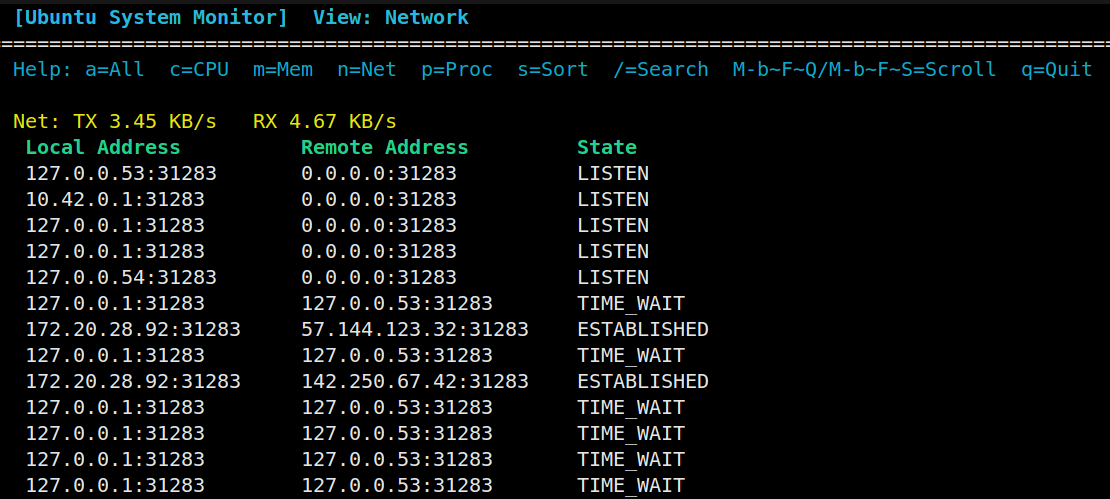 [Ubuntu System Monitor]  View: Network
=============================================================================================
Help: a=All  c=CPU  m=Mem  n=Net  p=Proc  s=Sort  /=Search  M-b~F~Q/M-b~F~S=Scroll  q=Quit
Net: TX 3.45 KB/s   RX 4.67 KB/s
Local Address          Remote Address         State
127.0.0.53:31283       0.0.0.0:31283          LISTEN
10.42.0.1:31283        0.0.0.0:31283          LISTEN
127.0.0.1:31283        0.0.0.0:31283          LISTEN
127.0.0.1:31283        0.0.0.0:31283          LISTEN
127.0.0.54:31283       0.0.0.0:31283          LISTEN
127.0.0.1:31283        127.0.0.53:31283       TIME_WAIT
172.20.28.92:31283     57.144.123.32:31283    ESTABLISHED
127.0.0.1:31283        127.0.0.53:31283       TIME_WAIT
172.20.28.92:31283     142.250.67.42:31283    ESTABLISHED
127.0.0.1:31283        127.0.0.53:31283       TIME_WAIT
127.0.0.1:31283        127.0.0.53:31283       TIME_WAIT
127.0.0.1:31283        127.0.0.53:31283       TIME_WAIT
127.0.0.1:31283        127.0.0.53:31283       TIME_WAIT